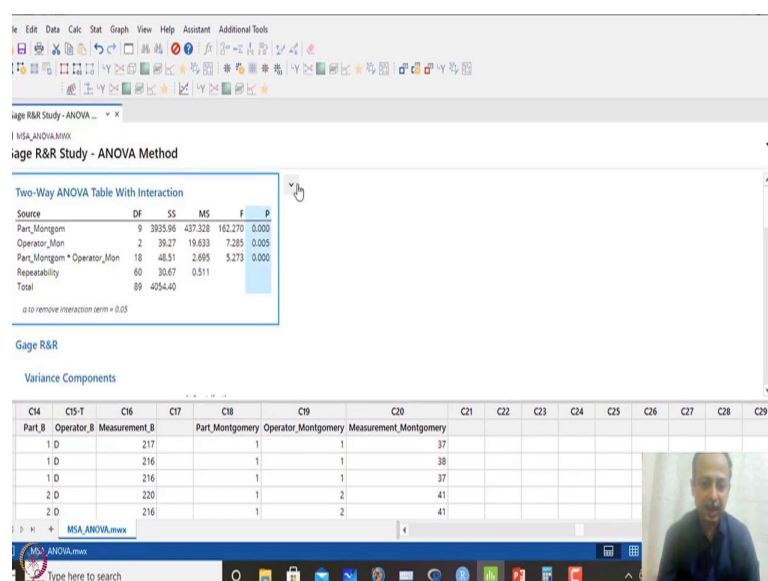 le Edit Data Calc Stat Graph View Help Assistant Additional Tools
age R&R Study - ANOVA ...
MSA_ANOVA.MWX
Gage R&R Study - ANOVA Method
Two-Way ANOVA Table With Interaction
Source DF SS MS F P
Part_Montgom 9 3935.96 437.328 162.270 0.000
Operator_Mon 2 39.27 19.633 7.285 0.005
Part_Montgom * Operator_Mon 18 48.51 2.695 5.273 0.000
Repeatability 60 30.67 0.511
Total 89 4054.40
α to remove interaction term = 0.05
Gage R&R
Variance Components
C14 C15-T C16 C17 C18 C19 C20 C21 C22 C23 C24 C25 C26 C27 C28 C29
Part_B Operator_B Measurement_B Part_Montgomery Operator_Montgomery Measurement_Montgomery
1 D 217 1 1 37
1 D 216 1 1 38
1 D 216 1 1 37
2 D 220 1 2 41
2 D 216 1 2 41
MSA_ANOVA.mwx
MSA_ANOVA.mwx
Type here to search